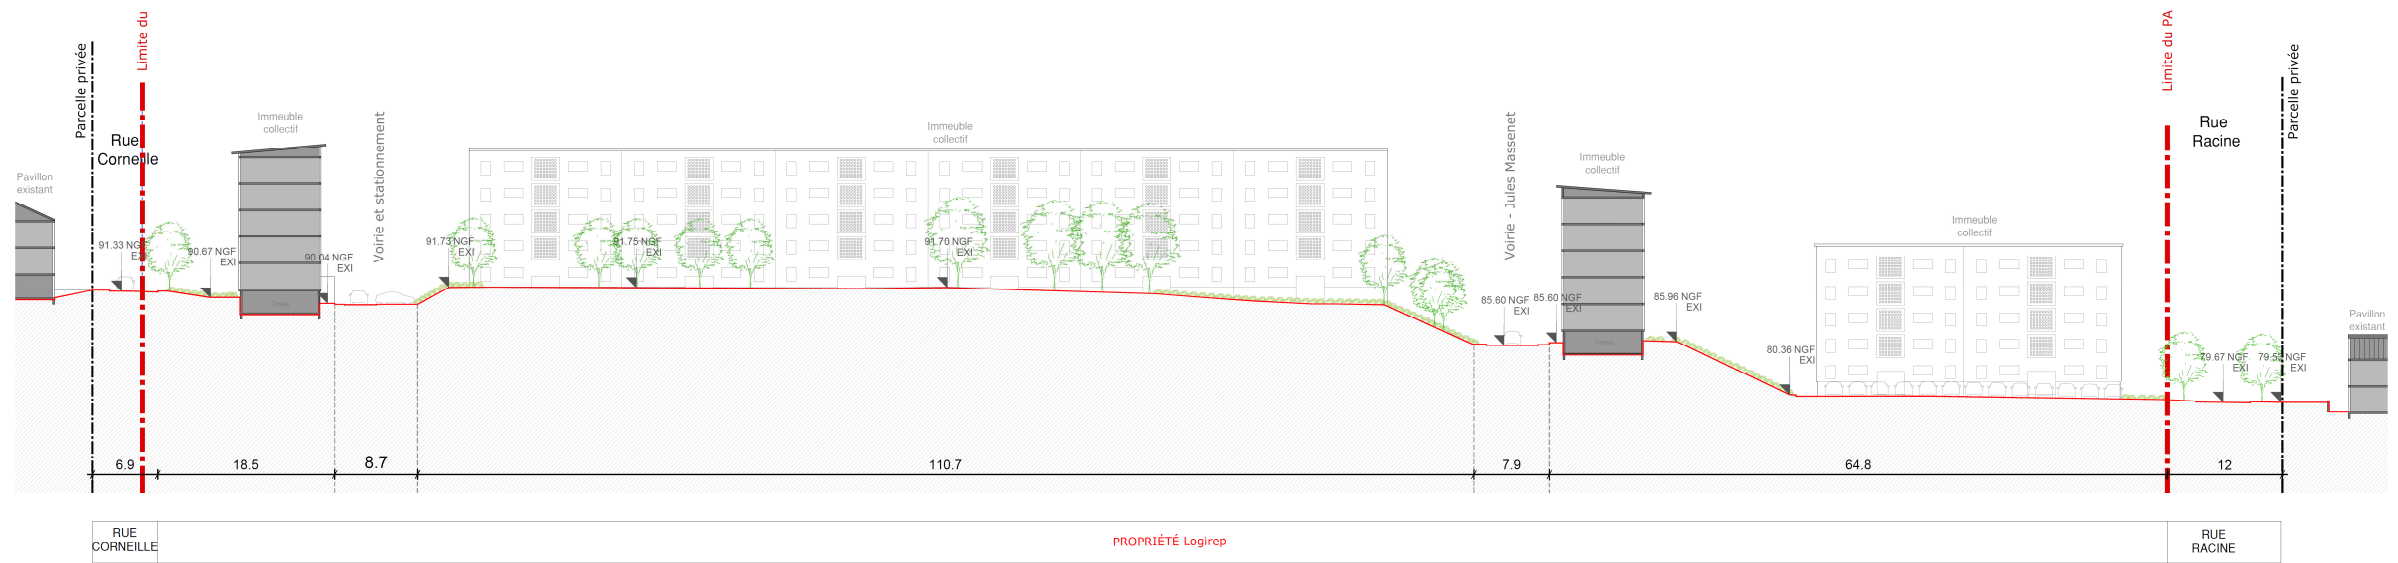 Parcelle privée
Limite du
Rue
Corneille
Pavillon
existant
91.33 NGF
EXI
90.67 NGF
EXI
Immeuble
collectif
Caves
90.04 NGF
EXI
Voirie et stationnement
91.73 NGF
EXI
91.75 NGF
EXI
Immeuble
collectif
91.70 NGF
EXI
Voirie - Jules Massenet
85.60 NGF
EXI
85.60 NGF
EXI
Immeuble
collectif
Caves
85.96 NGF
EXI
80.36 NGF
EXI
Immeuble
collectif
Limite du PA
Rue
Racine
Parcelle privée
79.67 NGF
EXI
NGF
EXI
Pavillon
existant
6.9
18.5
8.7
110.7
7.9
64.8
12
RUE
CORNEILLE
PROPRIÉTÉ Logirep
RUE
RACINE